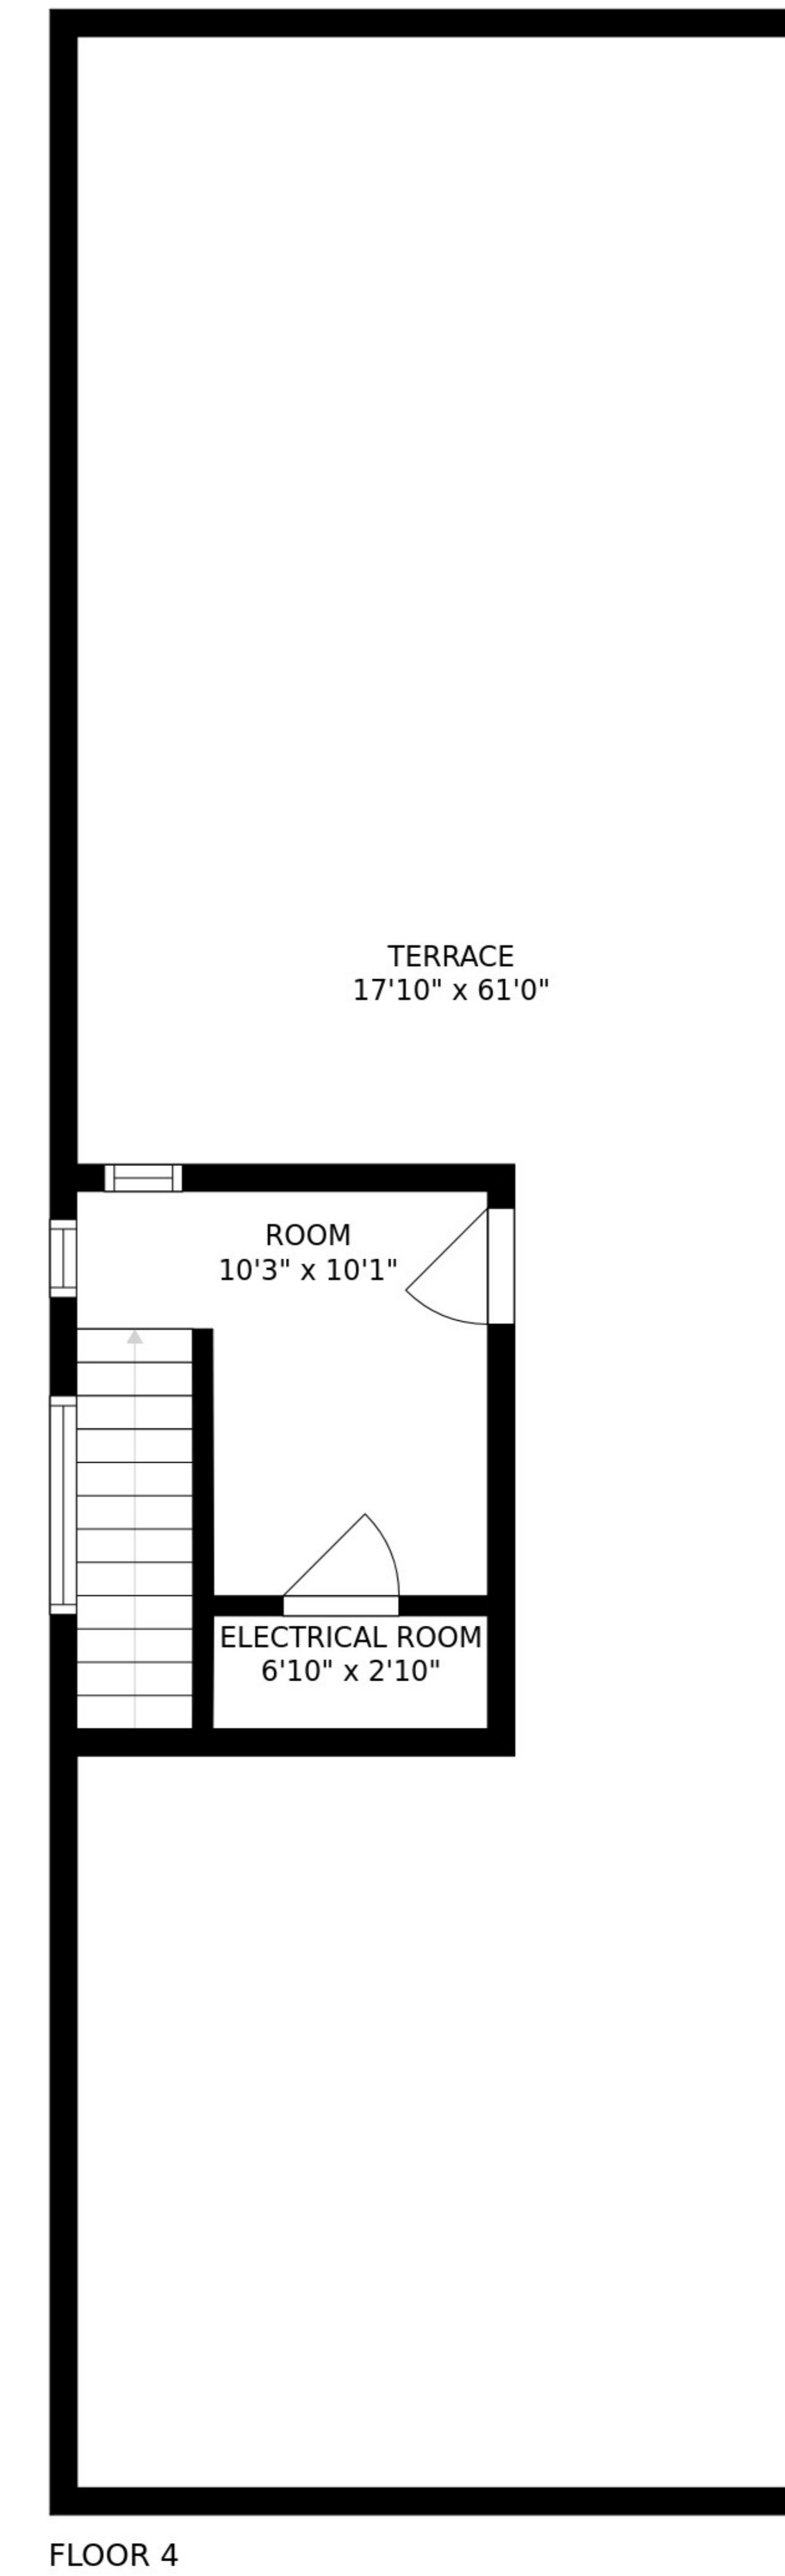 TERRACE
17'10" x 61'0"
ROOM
10'3" x 10'1"
ELECTRICAL ROOM
6'10" x 2'10"
FLOOR 4